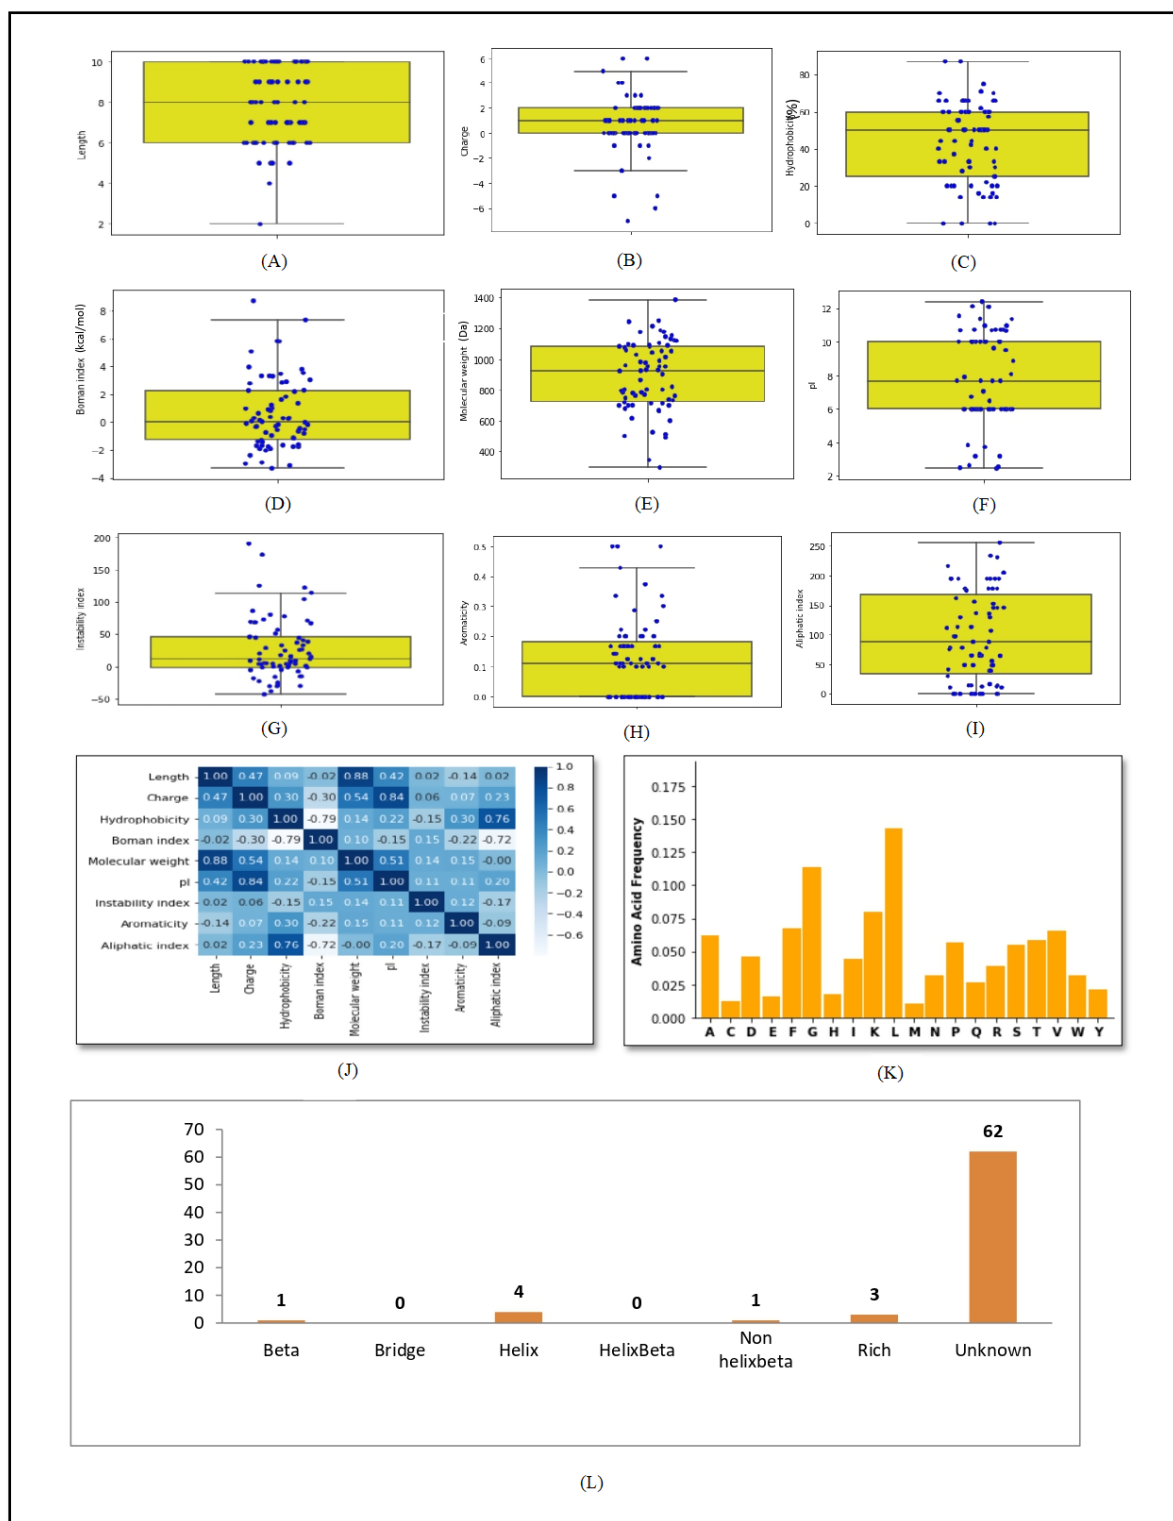 10
8
6
4
2
Length
(A)
6
4
2
0
−2
−4
−6
Charge
(B)
80
60
40
20
0
Hydrophobicity(%)
(C)
8
6
4
2
0
−2
−4
Boman index (kcal/mol)
(D)
1400
1200
1000
800
600
400
Molecular weight (Da)
(E)
12
10
8
6
4
2
pI
(F)
200
150
100
50
0
−50
Instability index
(G)
0.5
0.4
0.3
0.2
0.1
0.0
Aromaticity
(H)
250
200
150
100
50
0
Aliphatic index
(I)
Length 1.00 0.47 0.09 -0.02 0.88 0.42 0.02 -0.14 0.02
Charge 0.47 1.00 0.30 -0.30 0.54 0.84 0.06 0.07 0.23
Hydrophobicity 0.09 0.30 1.00 -0.79 0.14 0.22 -0.15 0.30 0.76
Boman index -0.02 -0.30 -0.79 1.00 0.10 -0.15 0.15 -0.22 -0.72
Molecular weight 0.88 0.54 0.14 0.10 1.00 0.51 0.14 0.15 -0.00
pI 0.42 0.84 0.22 -0.15 0.51 1.00 0.11 0.11 0.20
Instability index 0.02 0.06 -0.15 0.15 0.14 0.11 1.00 0.12 -0.17
Aromaticity -0.14 0.07 0.30 -0.22 0.15 0.11 0.12 1.00 -0.09
Aliphatic index 0.02 0.23 0.76 -0.72 -0.00 0.20 -0.17 -0.09 1.00
Length
Charge
Hydrophobicity
Boman index
Molecular weight
pI
Instability index
Aromaticity
Aliphatic index
1.0
0.8
0.6
0.4
0.2
0.0
−0.2
−0.4
−0.6
(J)
0.175
0.150
0.125
0.100
0.075
0.050
0.025
0.000
Amino Acid Frequency
A C D E F G H I K L M N P Q R S T V W Y
(K)
70
60
50
40
30
20
10
0
1 0 4 0 1 3 62
Beta Bridge Helix HelixBeta Non Rich Unknown
helixbeta
(L)